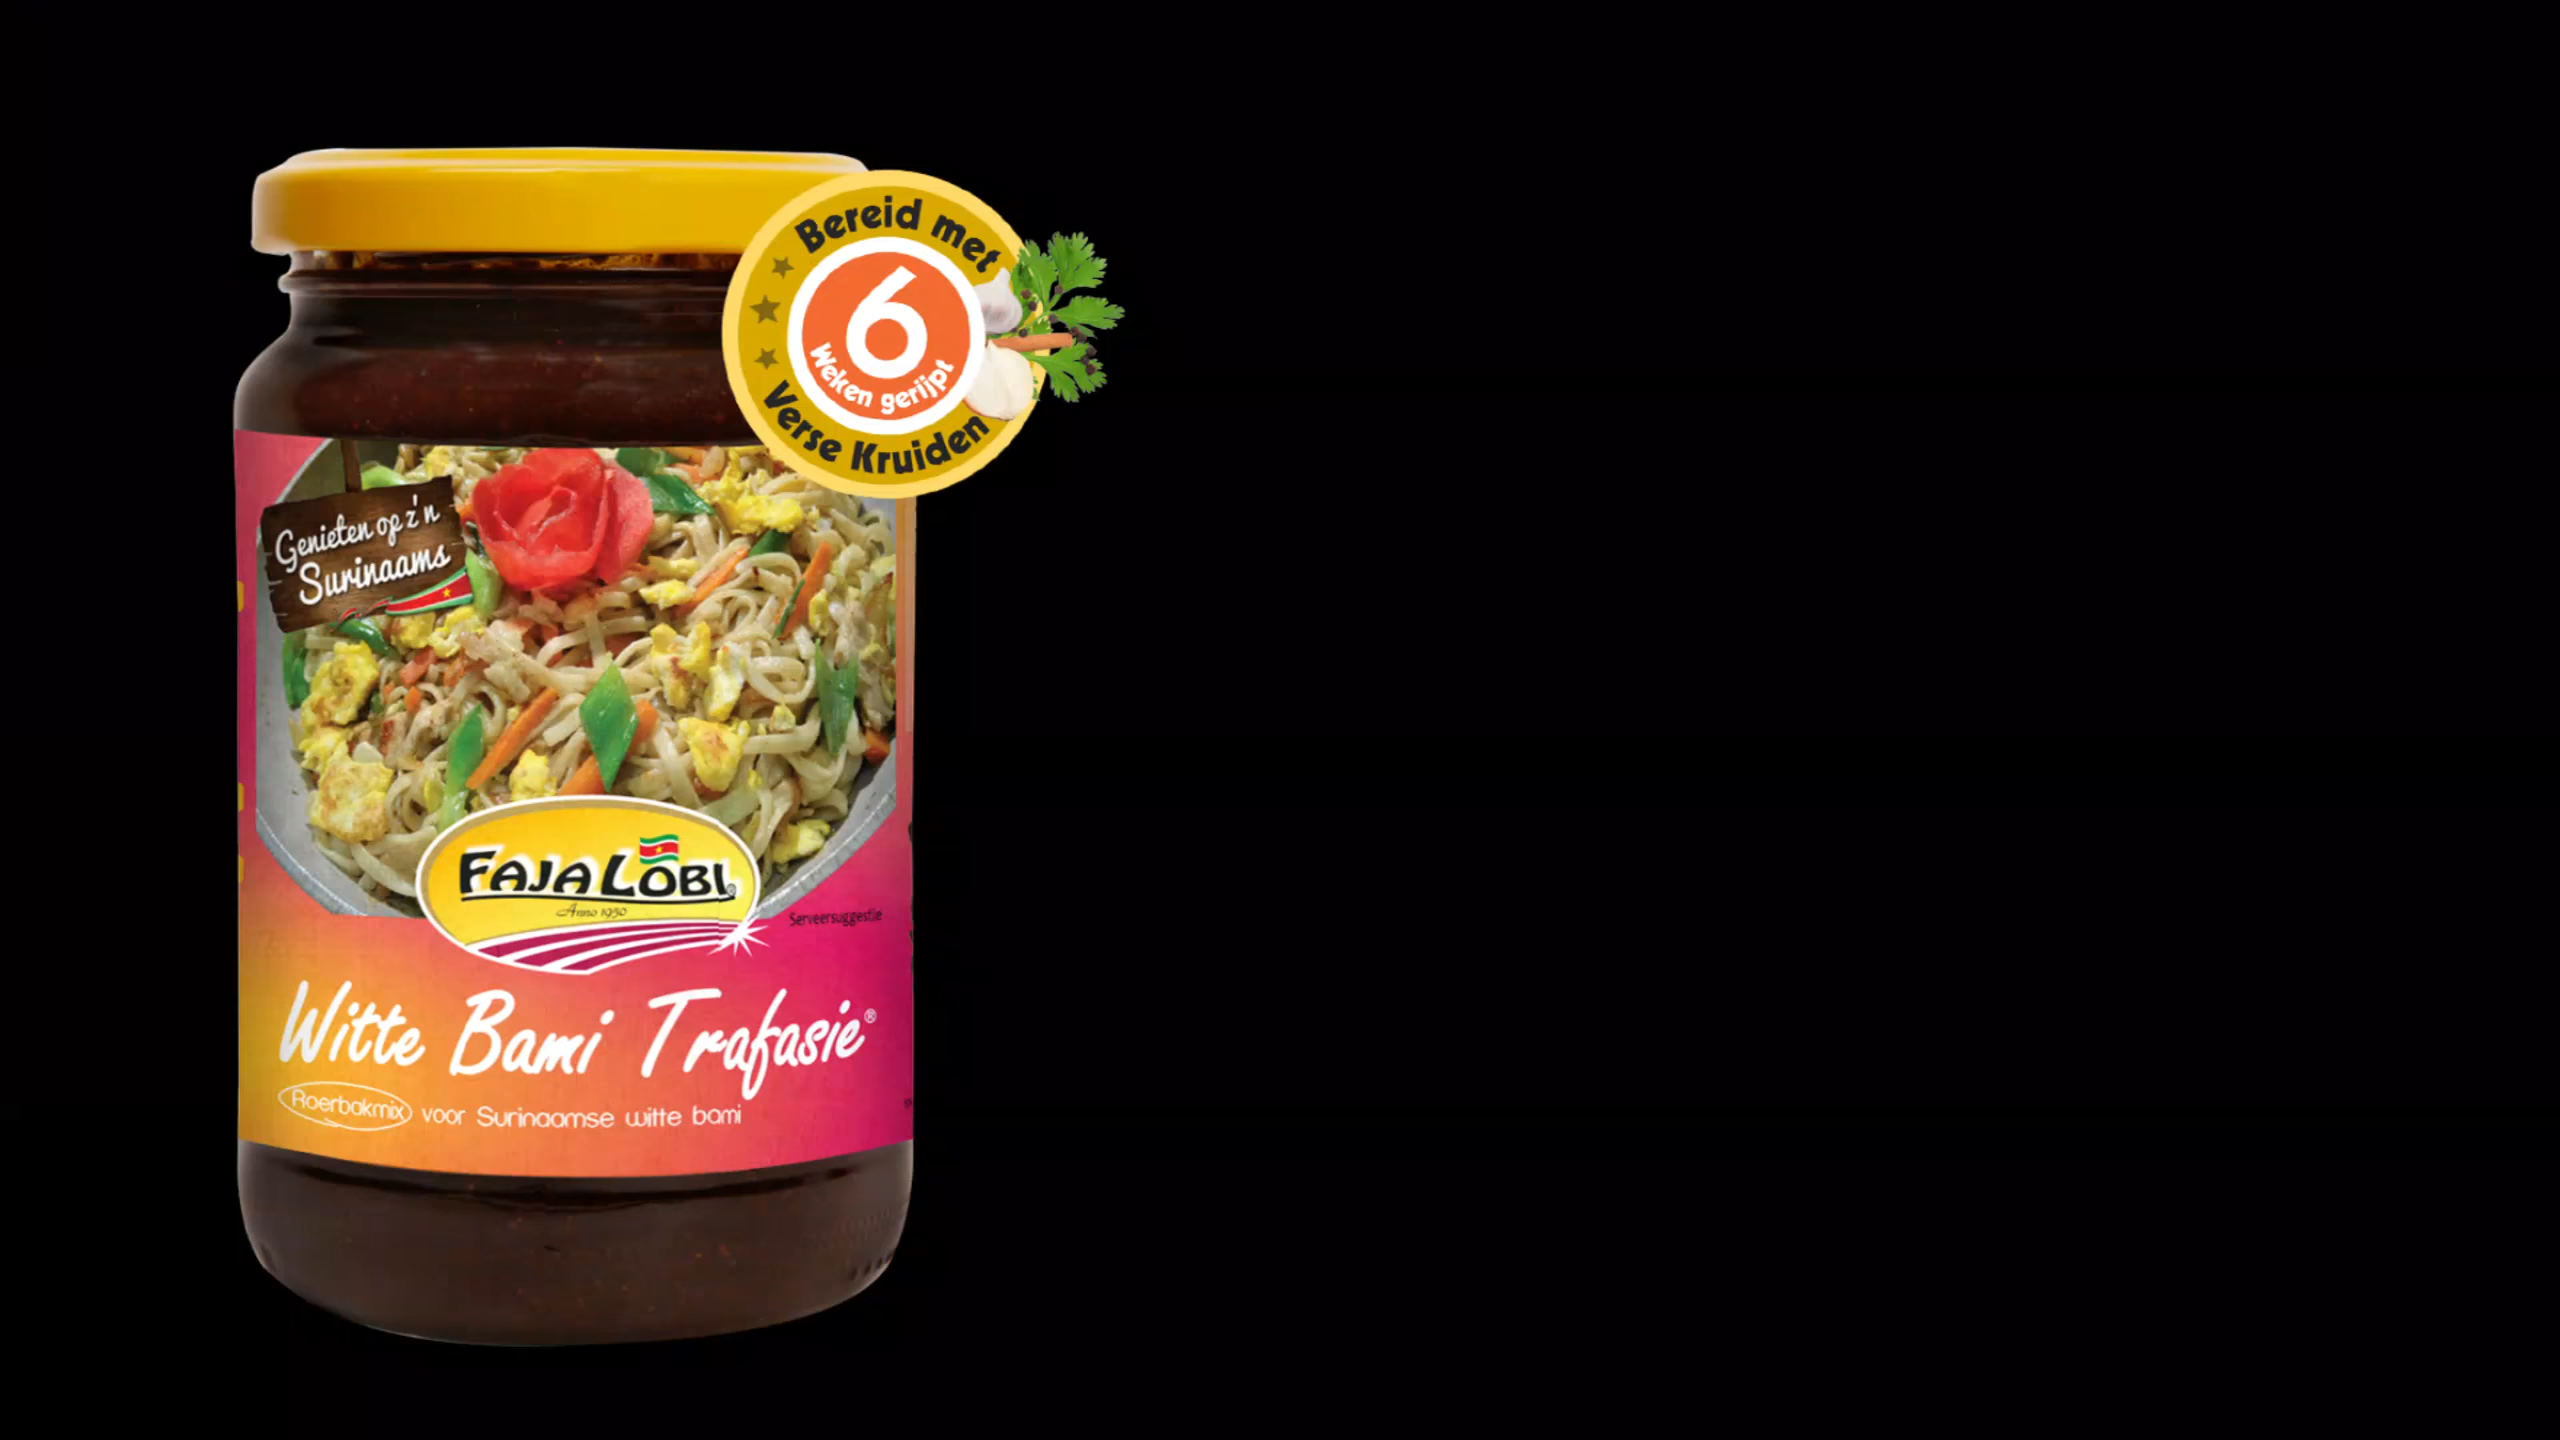 Bereid met
6
Weken gerijpt
Verse Kruiden
Genieten op z'n
Surinaams
FAJA LOBI®
Anno 1950
Serveersuggestie
Witte Bami Trafasie®
Roerbakmix voor Surinaamse witte bami